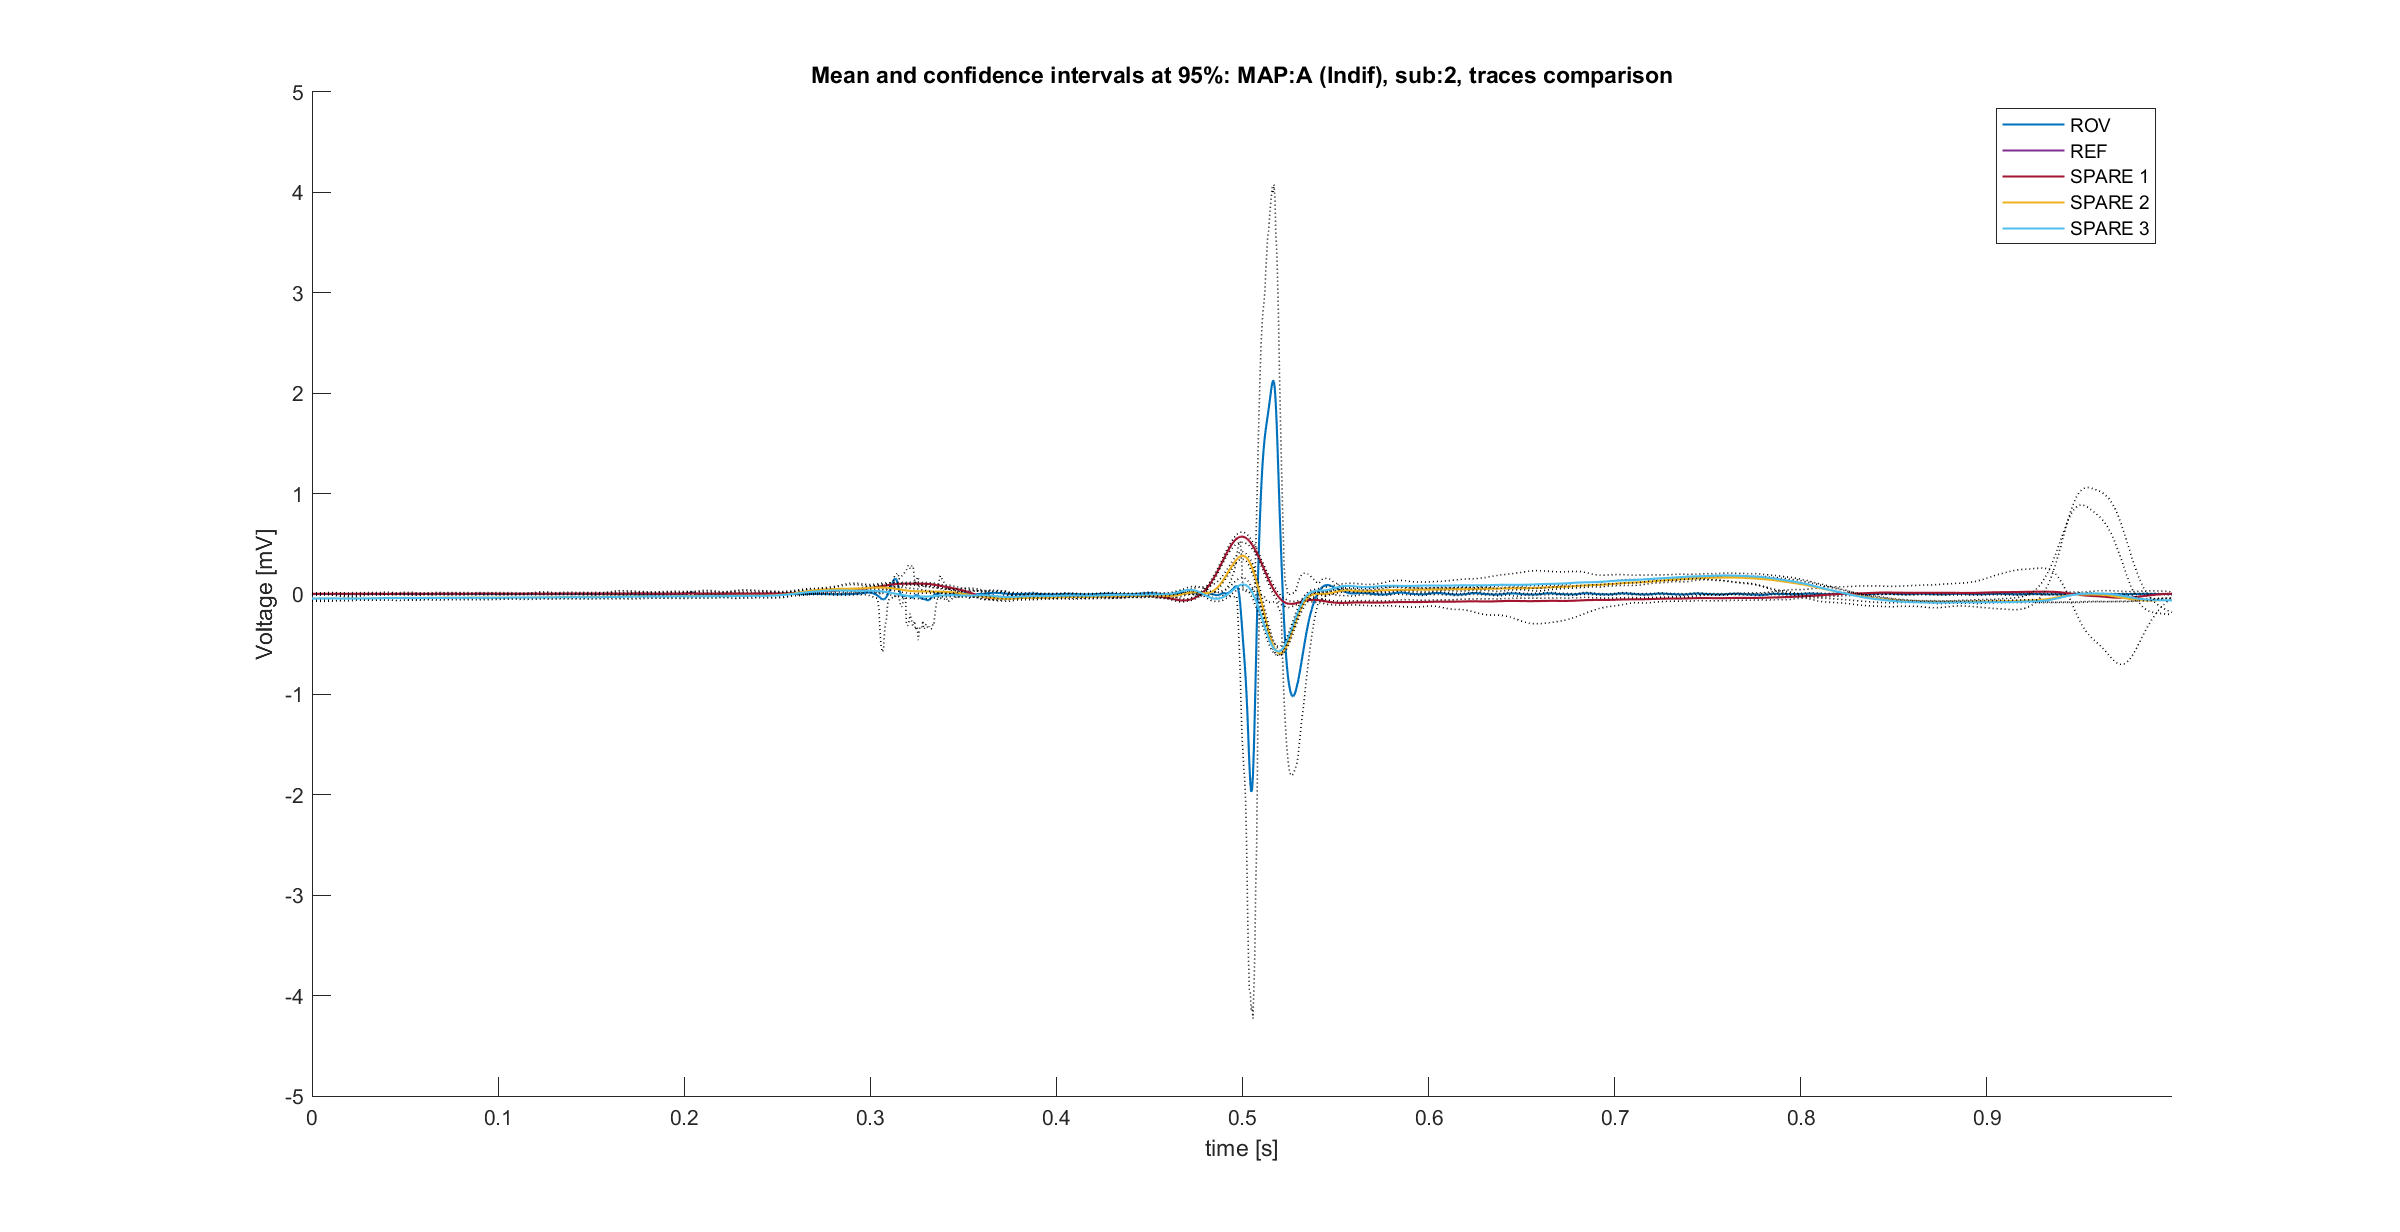 Mean and confidence intervals at 95%: MAP:A (Indif), sub:2, traces comparison
5
4
3
2
1
0
-1
-2
-3
-4
-5
Voltage [mV]
ROV
REF
SPARE 1
SPARE 2
SPARE 3
0 0.1 0.2 0.3 0.4 0.5 0.6 0.7 0.8 0.9
time [s]